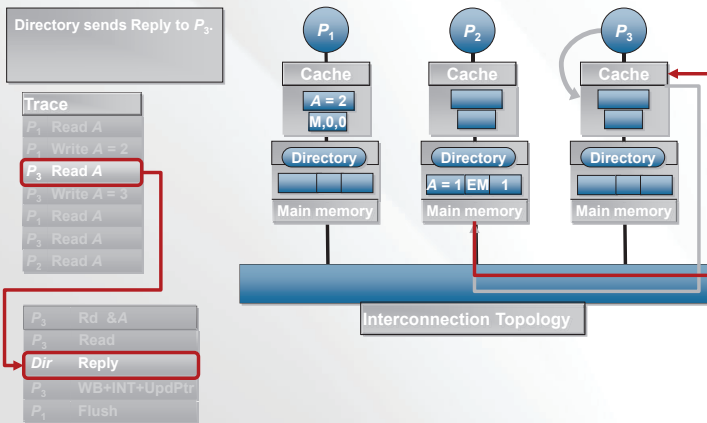 Directory sends Reply to P3.
P1
P2
P3
Cache
Cache
Cache
A = 2
M,0,0
Directory
Directory
Directory
A = 1 EM 1
Main memory
Main memory
Main memory
Interconnection Topology
Trace
P1 Read A
P1 Write A = 2
P3 Read A
P3 Write A = 3
P1 Read A
P3 Read A
P2 Read A
P3 Rd &A
P3 Read
Dir Reply
P3 WB+INT+UpdPtr
P1 Flush